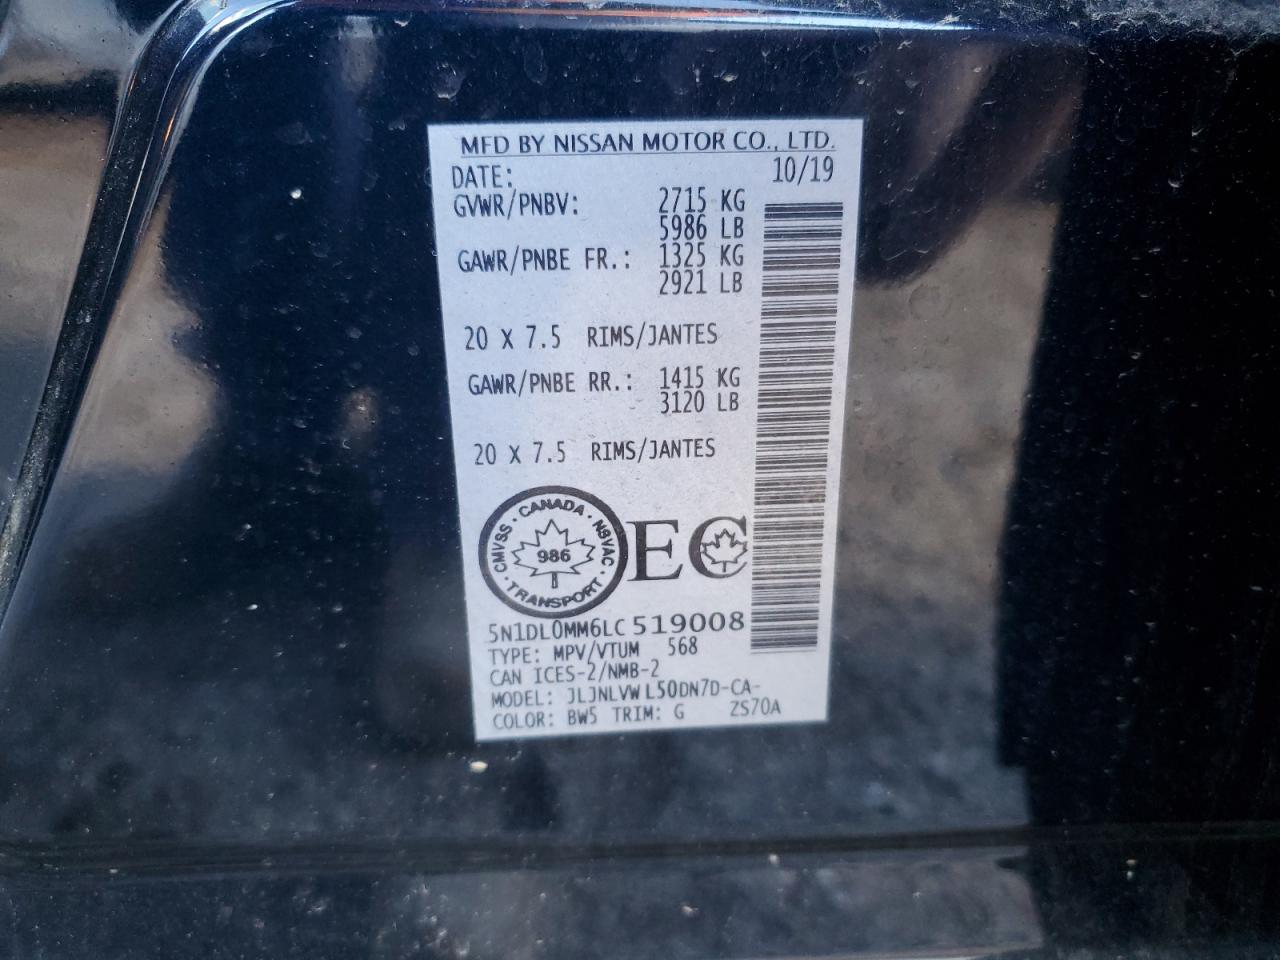 MFD BY NISSAN MOTOR CO., LTD.
DATE: 10/19
GVWR/PNBV: 2715 KG
5986 LB
GAWR/PNBE FR.: 1325 KG
2921 LB
20 X 7.5 RIMS/JANTES
GAWR/PNBE RR.: 1415 KG
3120 LB
20 X 7.5 RIMS/JANTES
CMVSS · CANADA · NSVAC · TRANSPORT ·
986
EC
5N1DL0MM6LC519008
TYPE: MPV/VTUM 568
CAN ICES-2/NMB-2
MODEL: JLJNLVWL50DN7D-CA-
COLOR: BW5 TRIM: G ZS70A